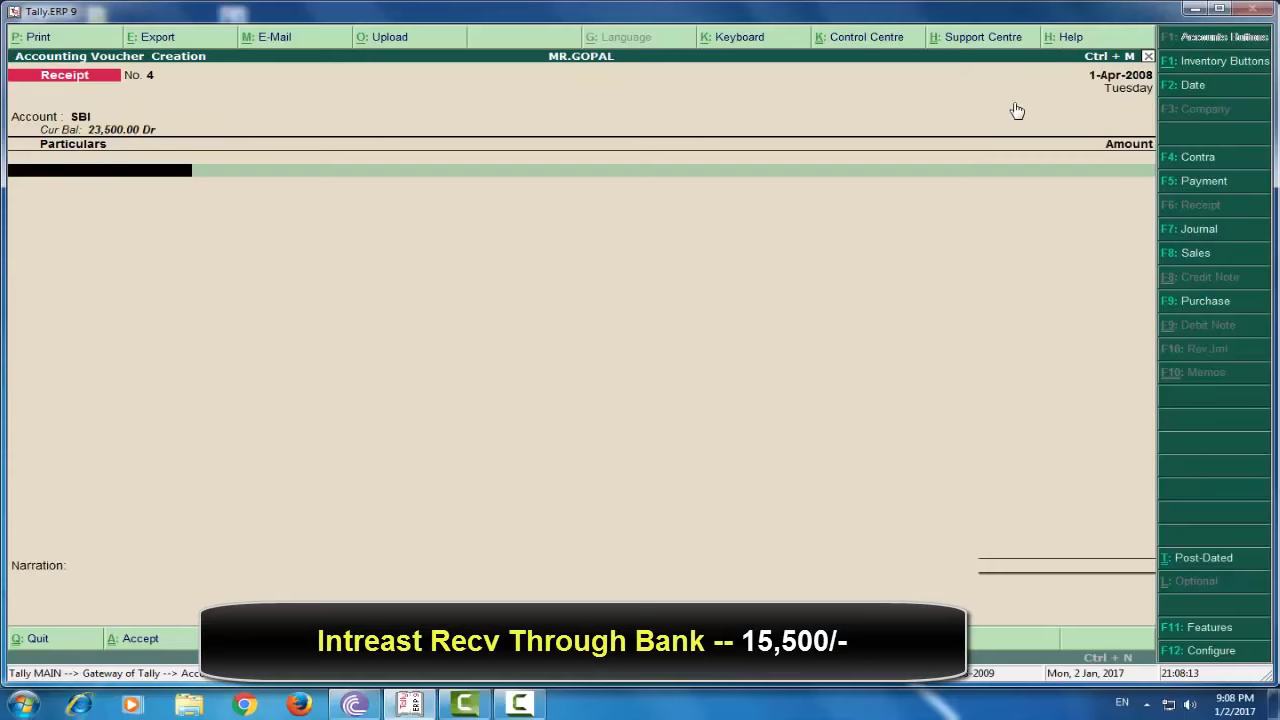 Tally.ERP 9
P: Print E: Export M: E-Mail O: Upload G: Language K: Keyboard K: Control Centre H: Support Centre H: Help
Accounting Voucher Creation MR.GOPAL Ctrl + M
Receipt No. 4 1-Apr-2008
Tuesday
Account : SBI
Cur Bal: 23,500.00 Dr
Particulars Amount
Narration:
F1: Accounts Buttons
F1: Inventory Buttons
F2: Date
F3: Company
F4: Contra
F5: Payment
F6: Receipt
F7: Journal
F8: Sales
F8: Credit Note
F9: Purchase
F9: Debit Note
F10: Rev Jrnl
F10: Memos
T: Post-Dated
L: Optional
F11: Features
F12: Configure
Q: Quit A: Accept
Intreast Recv Through Bank -- 15,500/-
Ctrl + N
Tally MAIN --> Gateway of Tally --> Acc -2009 Mon, 2 Jan, 2017 21:08:13
EN 9:08 PM
1/2/2017